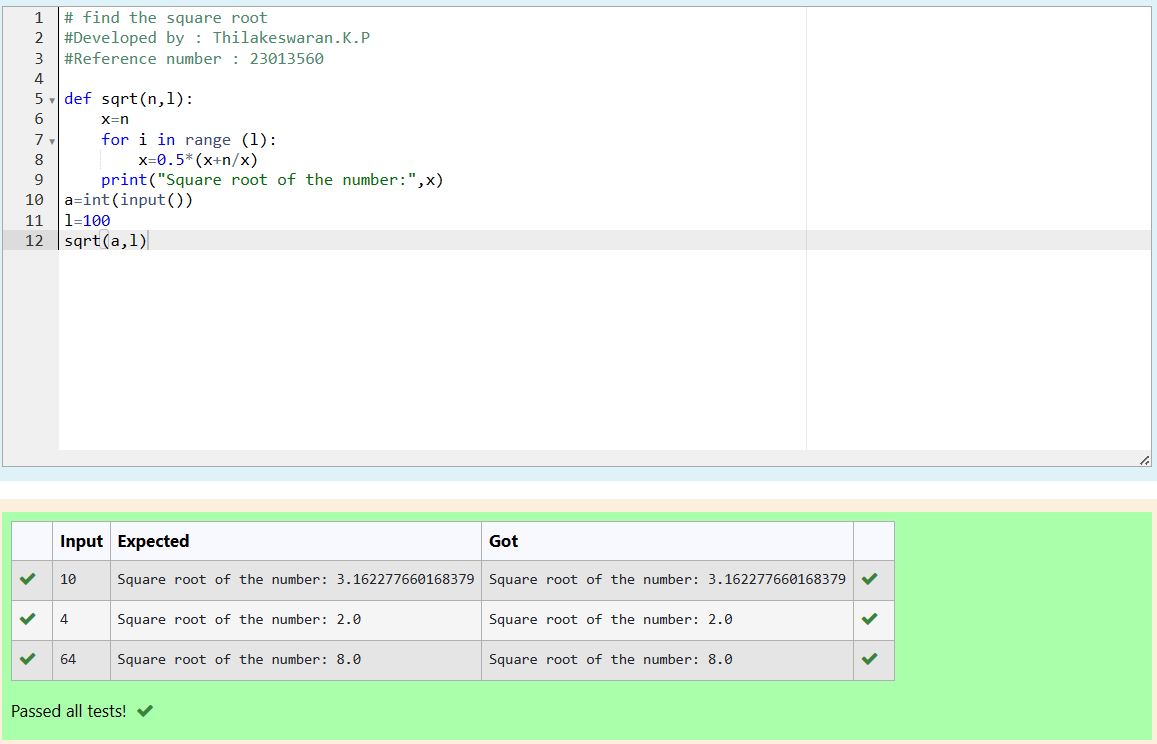 1 # find the square root
2 #Developed by : Thilakeswaran.K.P
3 #Reference number : 23013560
4
5 def sqrt(n,l):
6     x=n
7     for i in range (l):
8         x=0.5*(x+n/x)
9     print("Square root of the number:",x)
10 a=int(input())
11 l=100
12 sqrt(a,l)
Input Expected Got
10 Square root of the number: 3.162277660168379 Square root of the number: 3.162277660168379
4 Square root of the number: 2.0 Square root of the number: 2.0
64 Square root of the number: 8.0 Square root of the number: 8.0
Passed all tests!